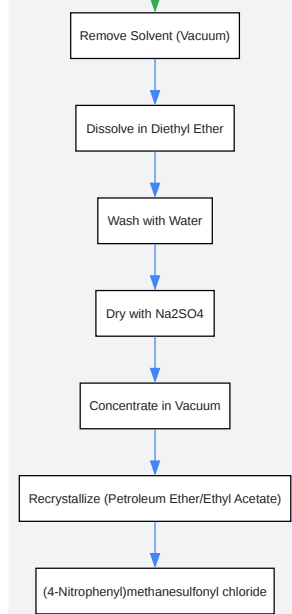 Remove Solvent (Vacuum)
Dissolve in Diethyl Ether
Wash with Water
Dry with Na2SO4
Concentrate in Vacuum
Recrystallize (Petroleum Ether/Ethyl Acetate)
(4-Nitrophenyl)methanesulfonyl chloride